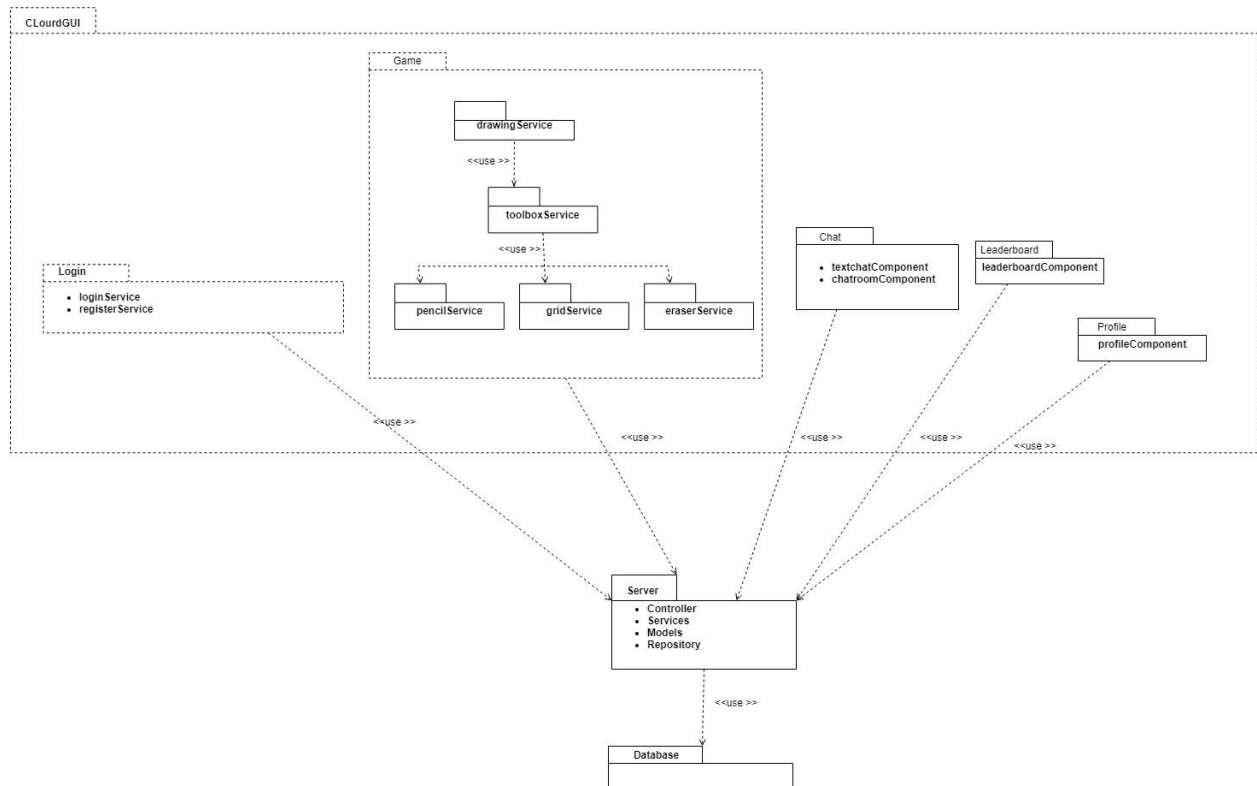 CLourdGUI
Game
drawingService
<<use >>
toolboxService
<<use >>
pencilService
gridService
eraserService
Login
• loginService
• registerService
Chat
• textchatComponent
• chatroomComponent
Leaderboard
leaderboardComponent
Profile
profileComponent
<<use >>
<<use >>
<<use >>
<<use >>
<<use >>
Server
• Controller
• Services
• Models
• Repository
<<use >>
Database